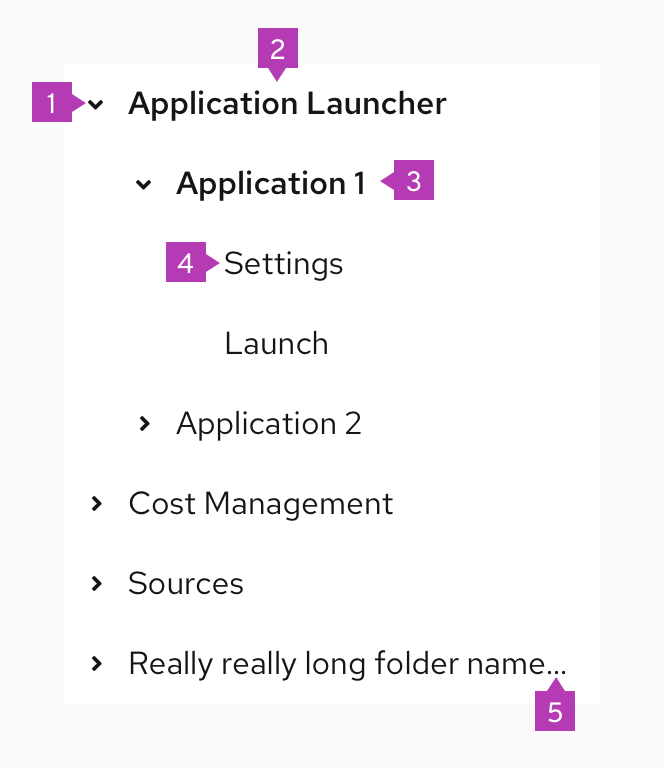 2
1 Application Launcher
Application 1 3
4 Settings
Launch
Application 2
Cost Management
Sources
Really really long folder name...
5